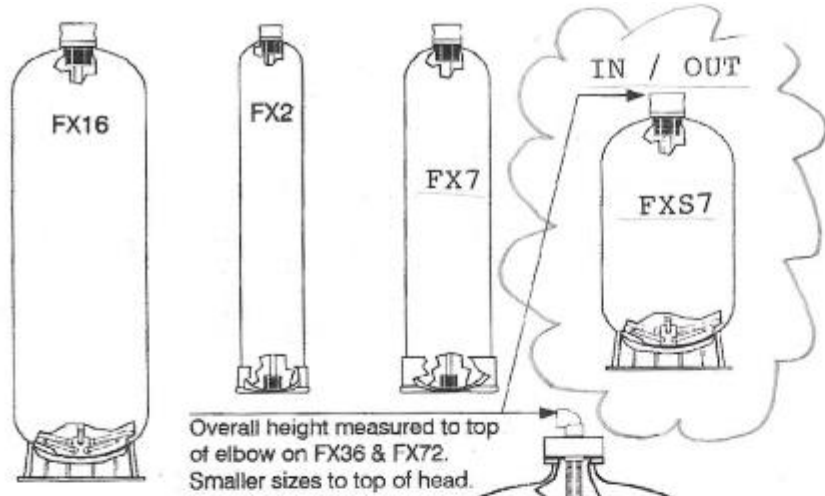 IN / OUT
FX16
FX2
FX7
FXS7
Overall height measured to top
of elbow on FX36 & FX72.
Smaller sizes to top of head.